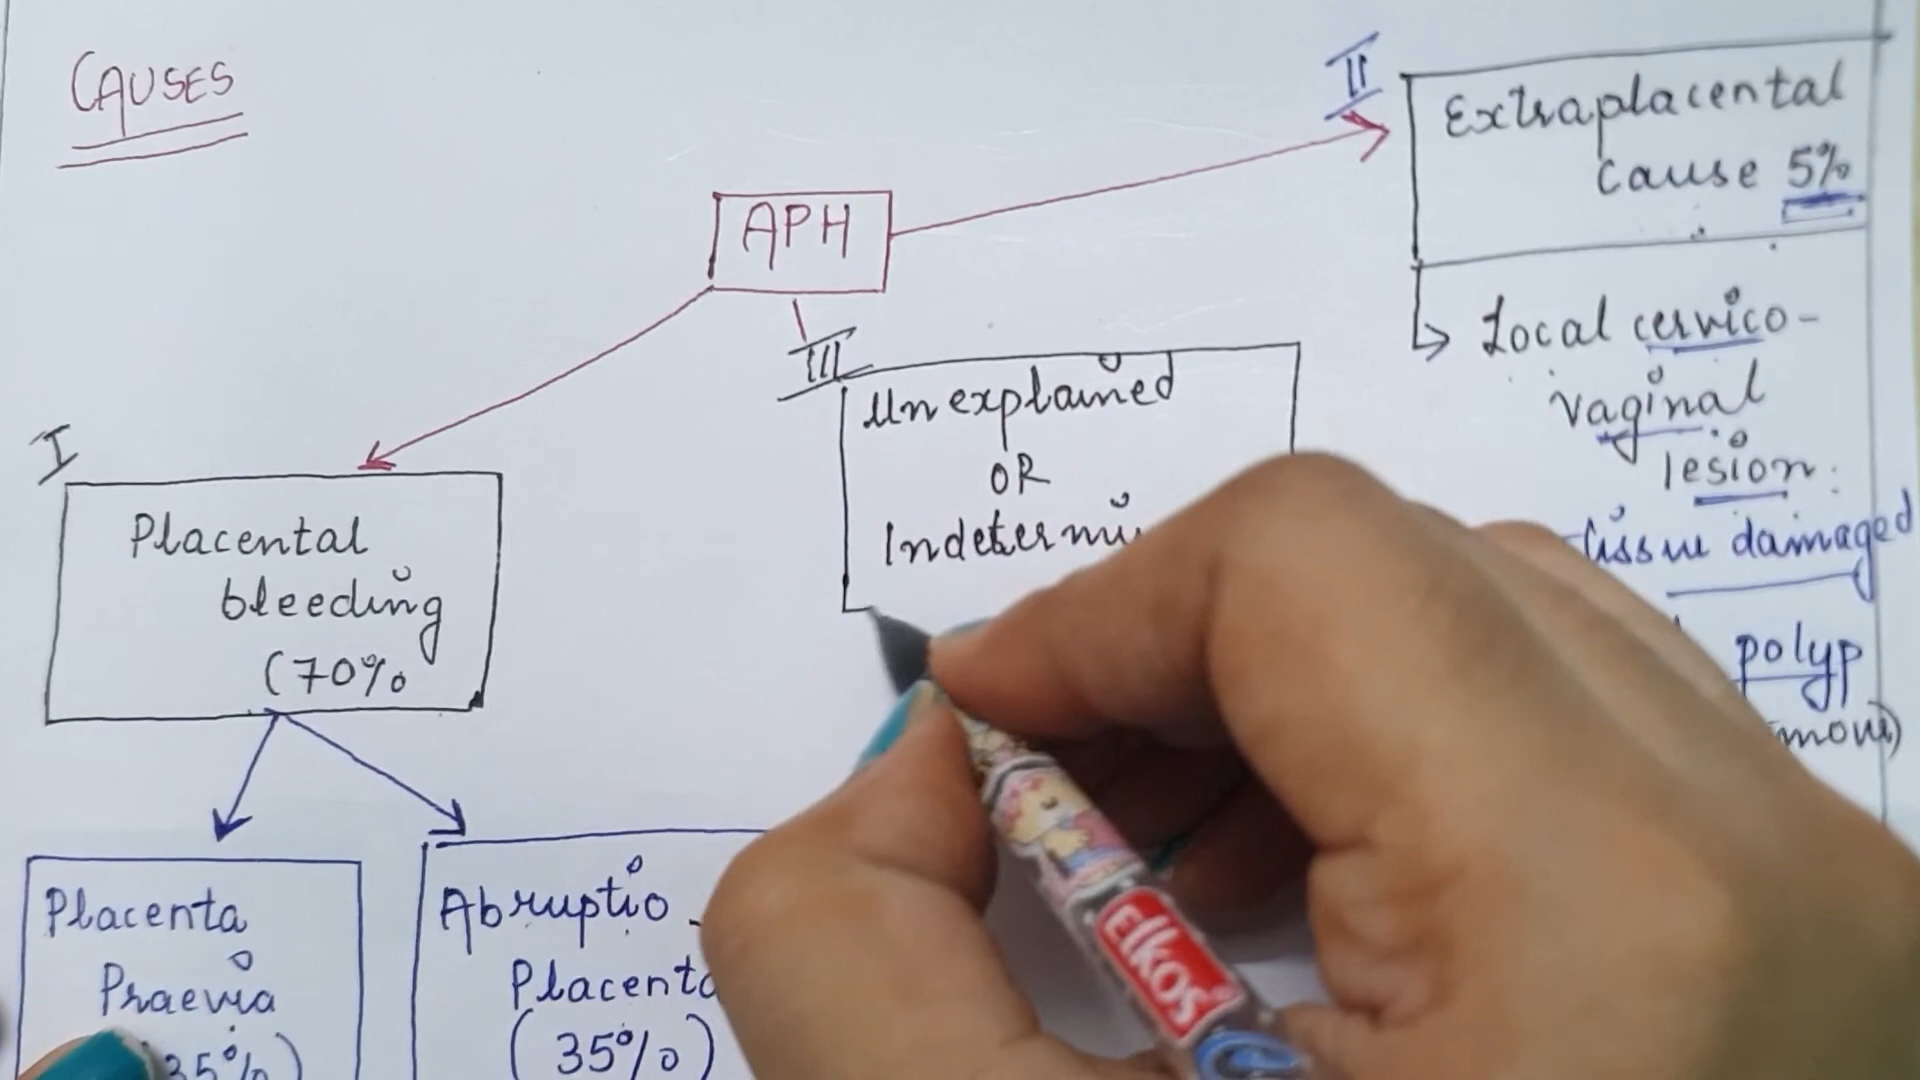 CAUSES
APH
I
Placental
bleeding
(70%
Placenta
Praevia
35%)
Abruptio
Placenta
(35%)
III
Unexplained
OR
II
Extraplacental
cause 5%
Local cervico-
vaginal
lesion:
tissue damaged
polyp
Elkos